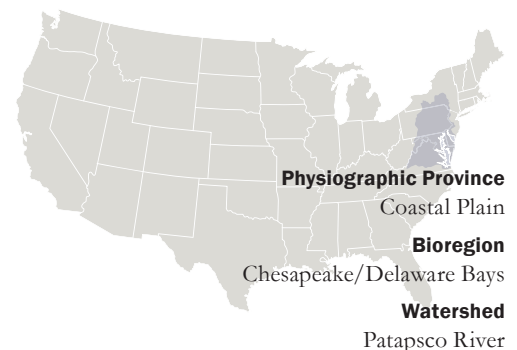 Physiographic Province
Coastal Plain
Bioregion
Chesapeake/Delaware Bays
Watershed
Patapsco River